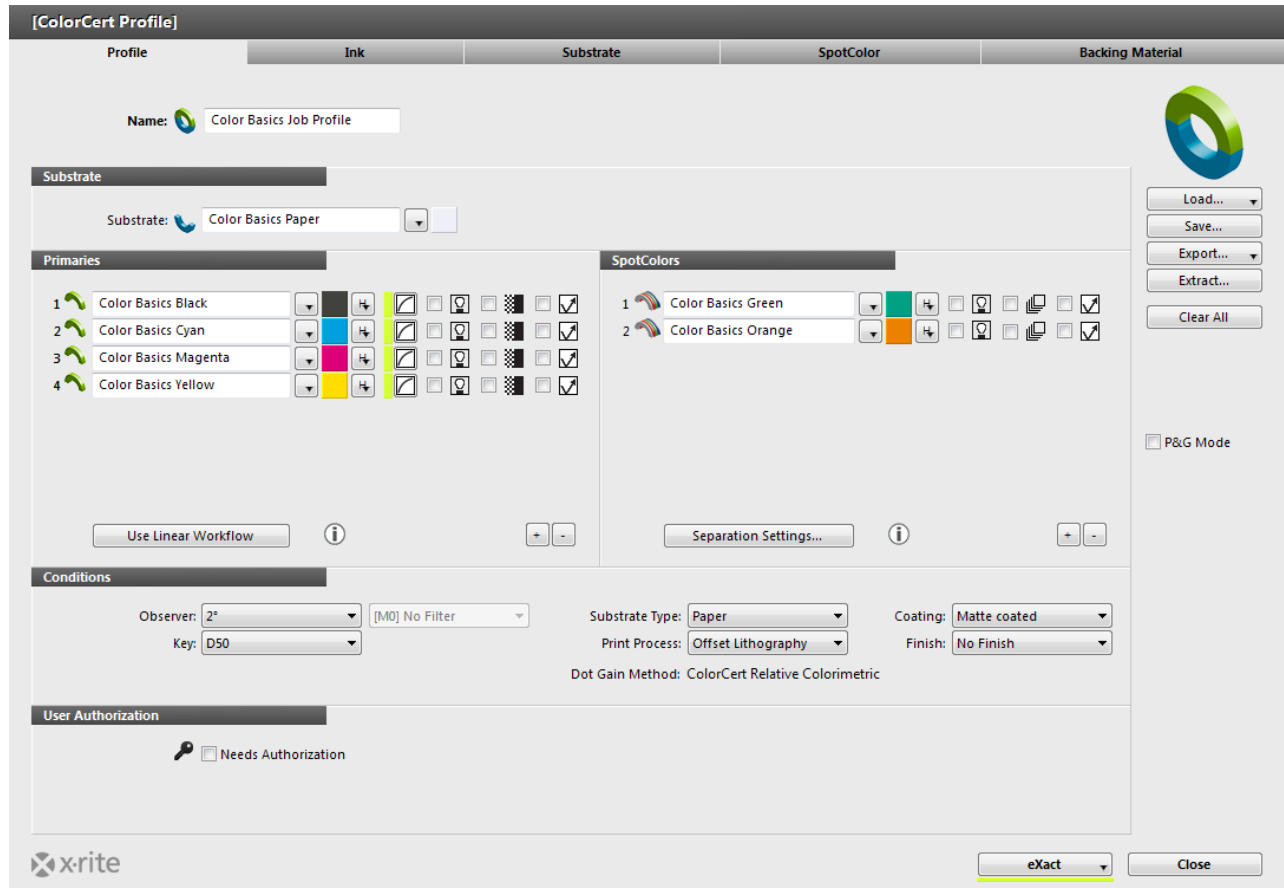 [ColorCert Profile]
Profile Ink Substrate SpotColor Backing Material
Name: Color Basics Job Profile
Substrate
Substrate: Color Basics Paper
Load...
Save...
Export...
Extract...
Clear All
Primaries
1 Color Basics Black
2 Color Basics Cyan
3 Color Basics Magenta
4 Color Basics Yellow
Use Linear Workflow i + -
SpotColors
1 Color Basics Green
2 Color Basics Orange
Separation Settings... i + -
P&G Mode
Conditions
Observer: 2° [M0] No Filter Substrate Type: Paper Coating: Matte coated
Key: D50 Print Process: Offset Lithography Finish: No Finish
Dot Gain Method: ColorCert Relative Colorimetric
User Authorization
Needs Authorization
x·rite eXact Close